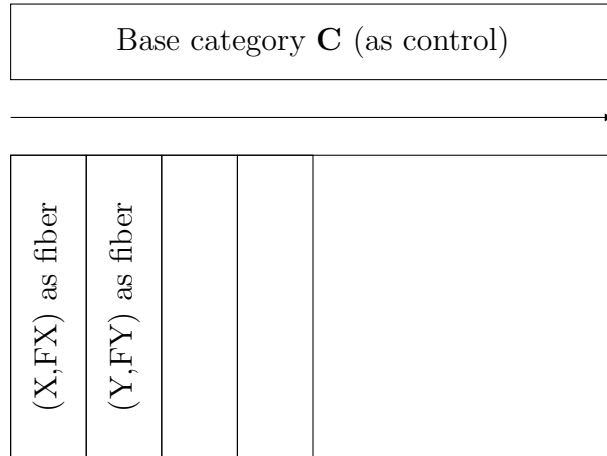 Base category C (as control)
(X,FX) as fiber
(Y,FY) as fiber